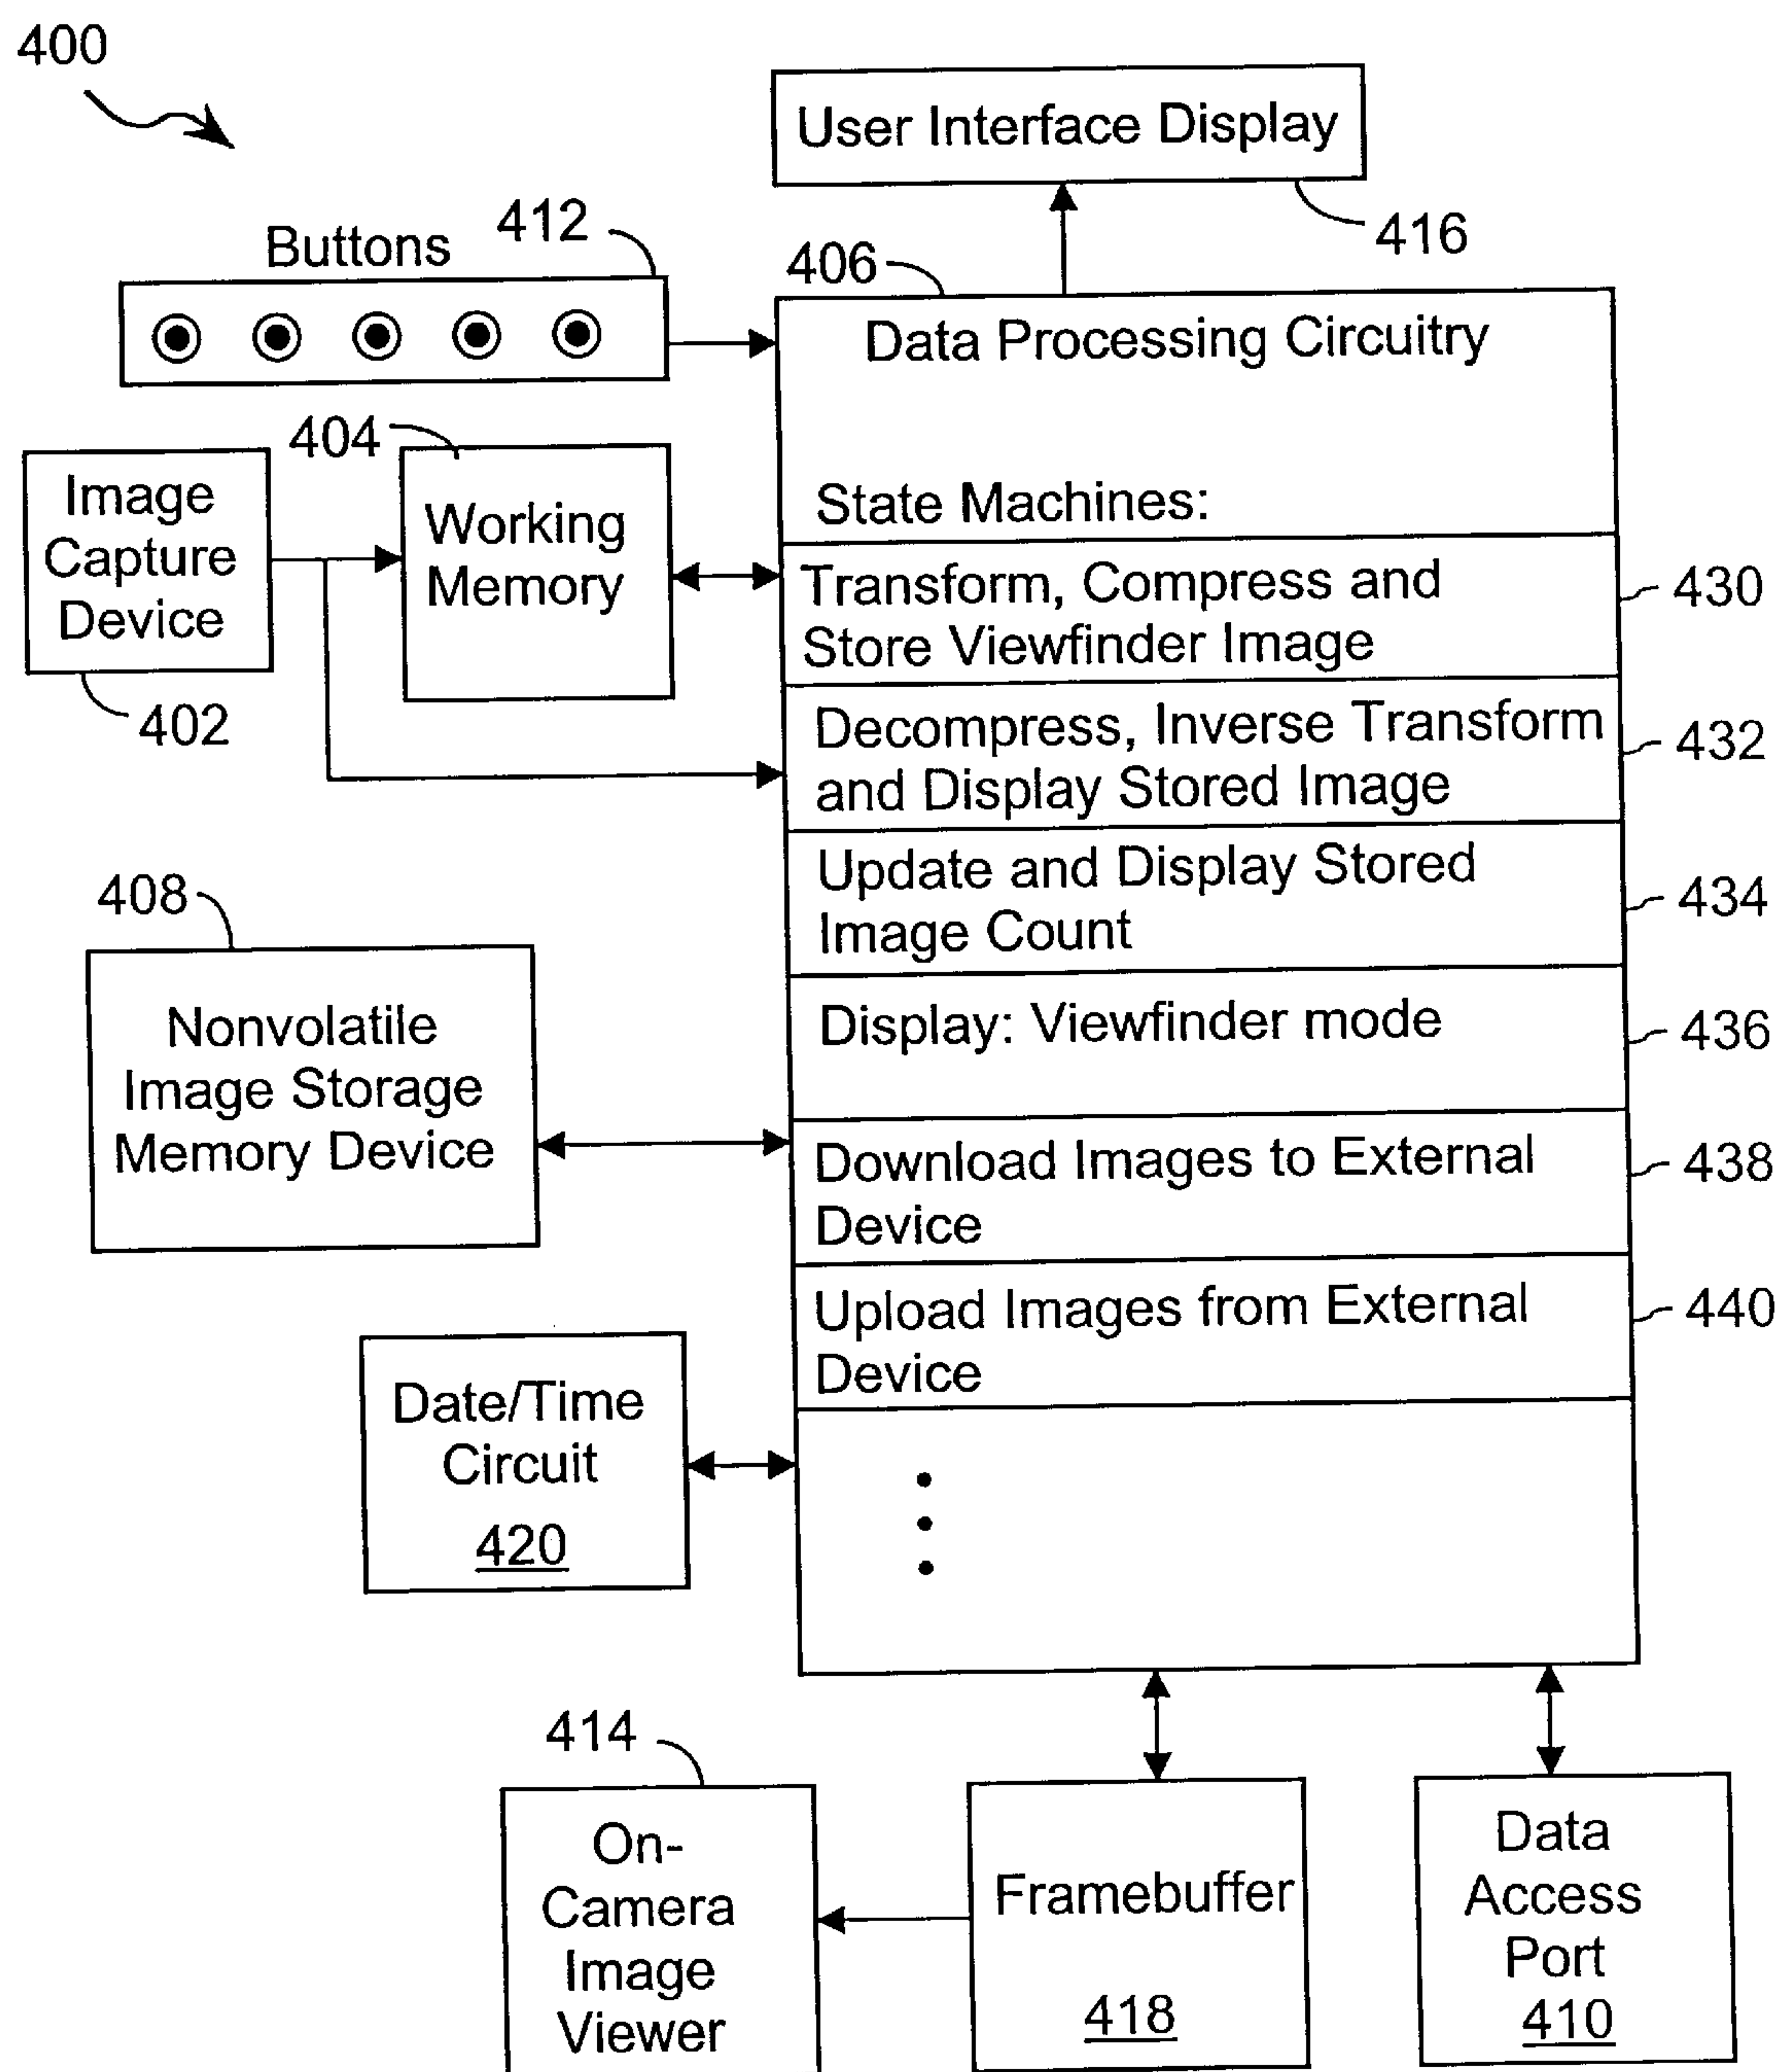 400
User Interface Display
416
Buttons
412
406
Data Processing Circuitry
State Machines:
404
Image
Capture
Device
402
Working
Memory
Transform, Compress and
Store Viewfinder Image
430
Decompress, Inverse Transform
and Display Stored Image
432
Update and Display Stored
Image Count
434
408
Nonvolatile
Image Storage
Memory Device
Display: Viewfinder mode
436
Download Images to External
Device
438
Upload Images from External
Device
440
Date/Time
Circuit
420
414
On-
Camera
Image
Viewer
Framebuffer
418
Data
Access
Port
410